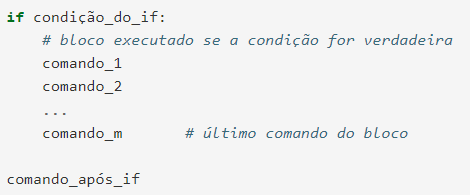 if condição_do_if:
    # bloco executado se a condição for verdadeira
    comando_1
    comando_2
    ...
    comando_m       # último comando do bloco

comando_após_if